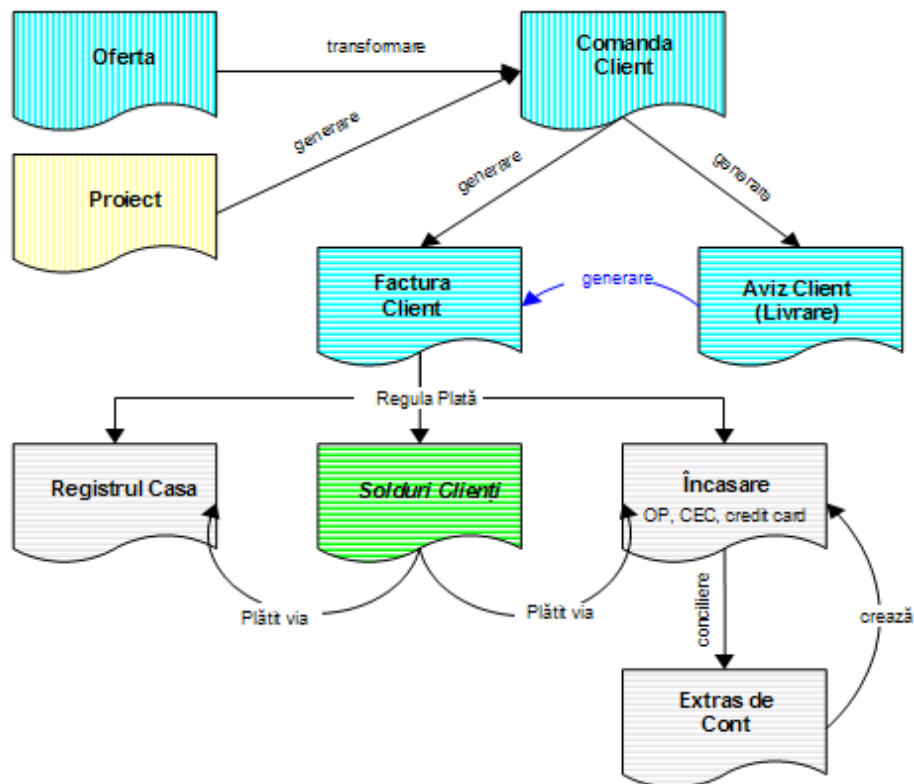 Oferta
transformare
Comanda
Client
generare
Proiect
generare
generare
Factura
Client
generare
Aviz Client
(Livrare)
Regula Plată
Registrul Casa
Solduri Clienți
Încasare
OP, CEC, credit card
Plătit via
Plătit via
conciliere
crează
Extras de
Cont